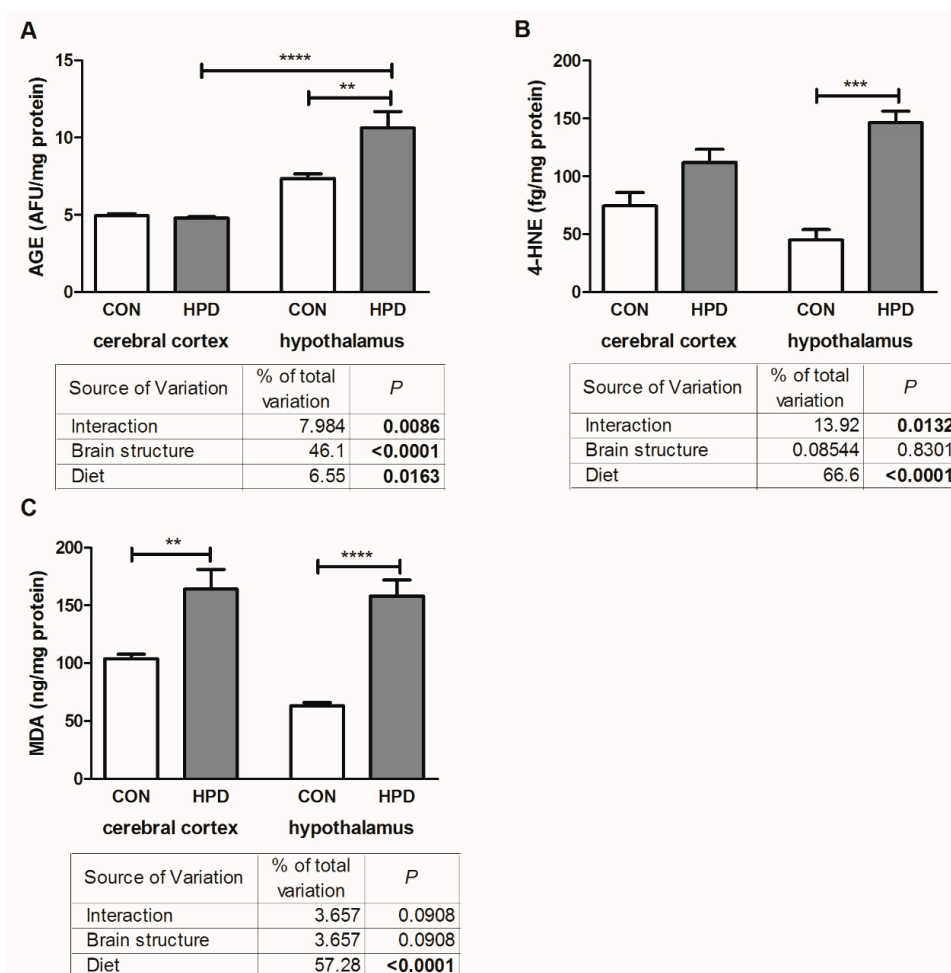 A
AGE (AFU/mg protein)
15
10
5
0
****
**
CON HPD CON HPD
cerebral cortex hypothalamus
Source of Variation % of total variation P
Interaction 7.984 0.0086
Brain structure 46.1 <0.0001
Diet 6.55 0.0163
B
4-HNE (fg/mg protein)
200
150
100
50
0
***
CON HPD CON HPD
cerebral cortex hypothalamus
Source of Variation % of total variation P
Interaction 13.92 0.0132
Brain structure 0.08544 0.8301
Diet 66.6 <0.0001
C
MDA (ng/mg protein)
200
150
100
50
0
**
****
CON HPD CON HPD
cerebral cortex hypothalamus
Source of Variation % of total variation P
Interaction 3.657 0.0908
Brain structure 3.657 0.0908
Diet 57.28 <0.0001